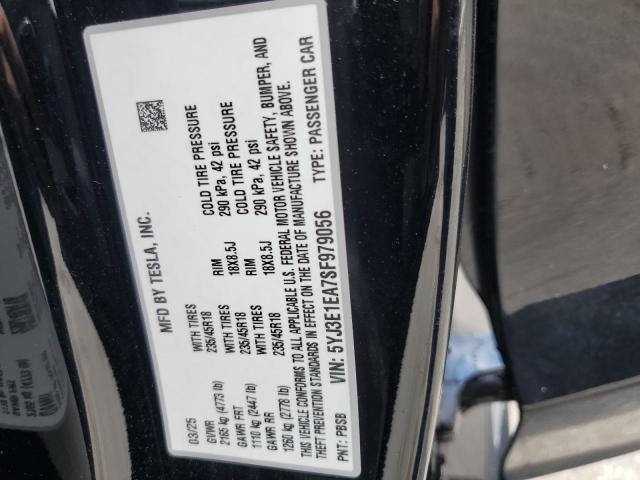 MFD BY TESLA, INC.
03/25
GVWR WITH TIRES RIM COLD TIRE PRESSURE
2165 kg (4773 lb) 235/45R18 18X8.5J 290 kPa, 42 psi
GAWR FRT WITH TIRES RIM COLD TIRE PRESSURE
1110 kg (2447 lb) 235/45R18 18X8.5J 290 kPa, 42 psi
GAWR RR
1260 kg (2778 lb)
THIS VEHICLE CONFORMS TO ALL APPLICABLE U.S. FEDERAL MOTOR VEHICLE SAFETY, BUMPER, AND
THEFT PREVENTION STANDARDS IN EFFECT ON THE DATE OF MANUFACTURE SHOWN ABOVE.
PNT: PBSB VIN: 5YJ3E1EA7SF979056 TYPE: PASSENGER CAR